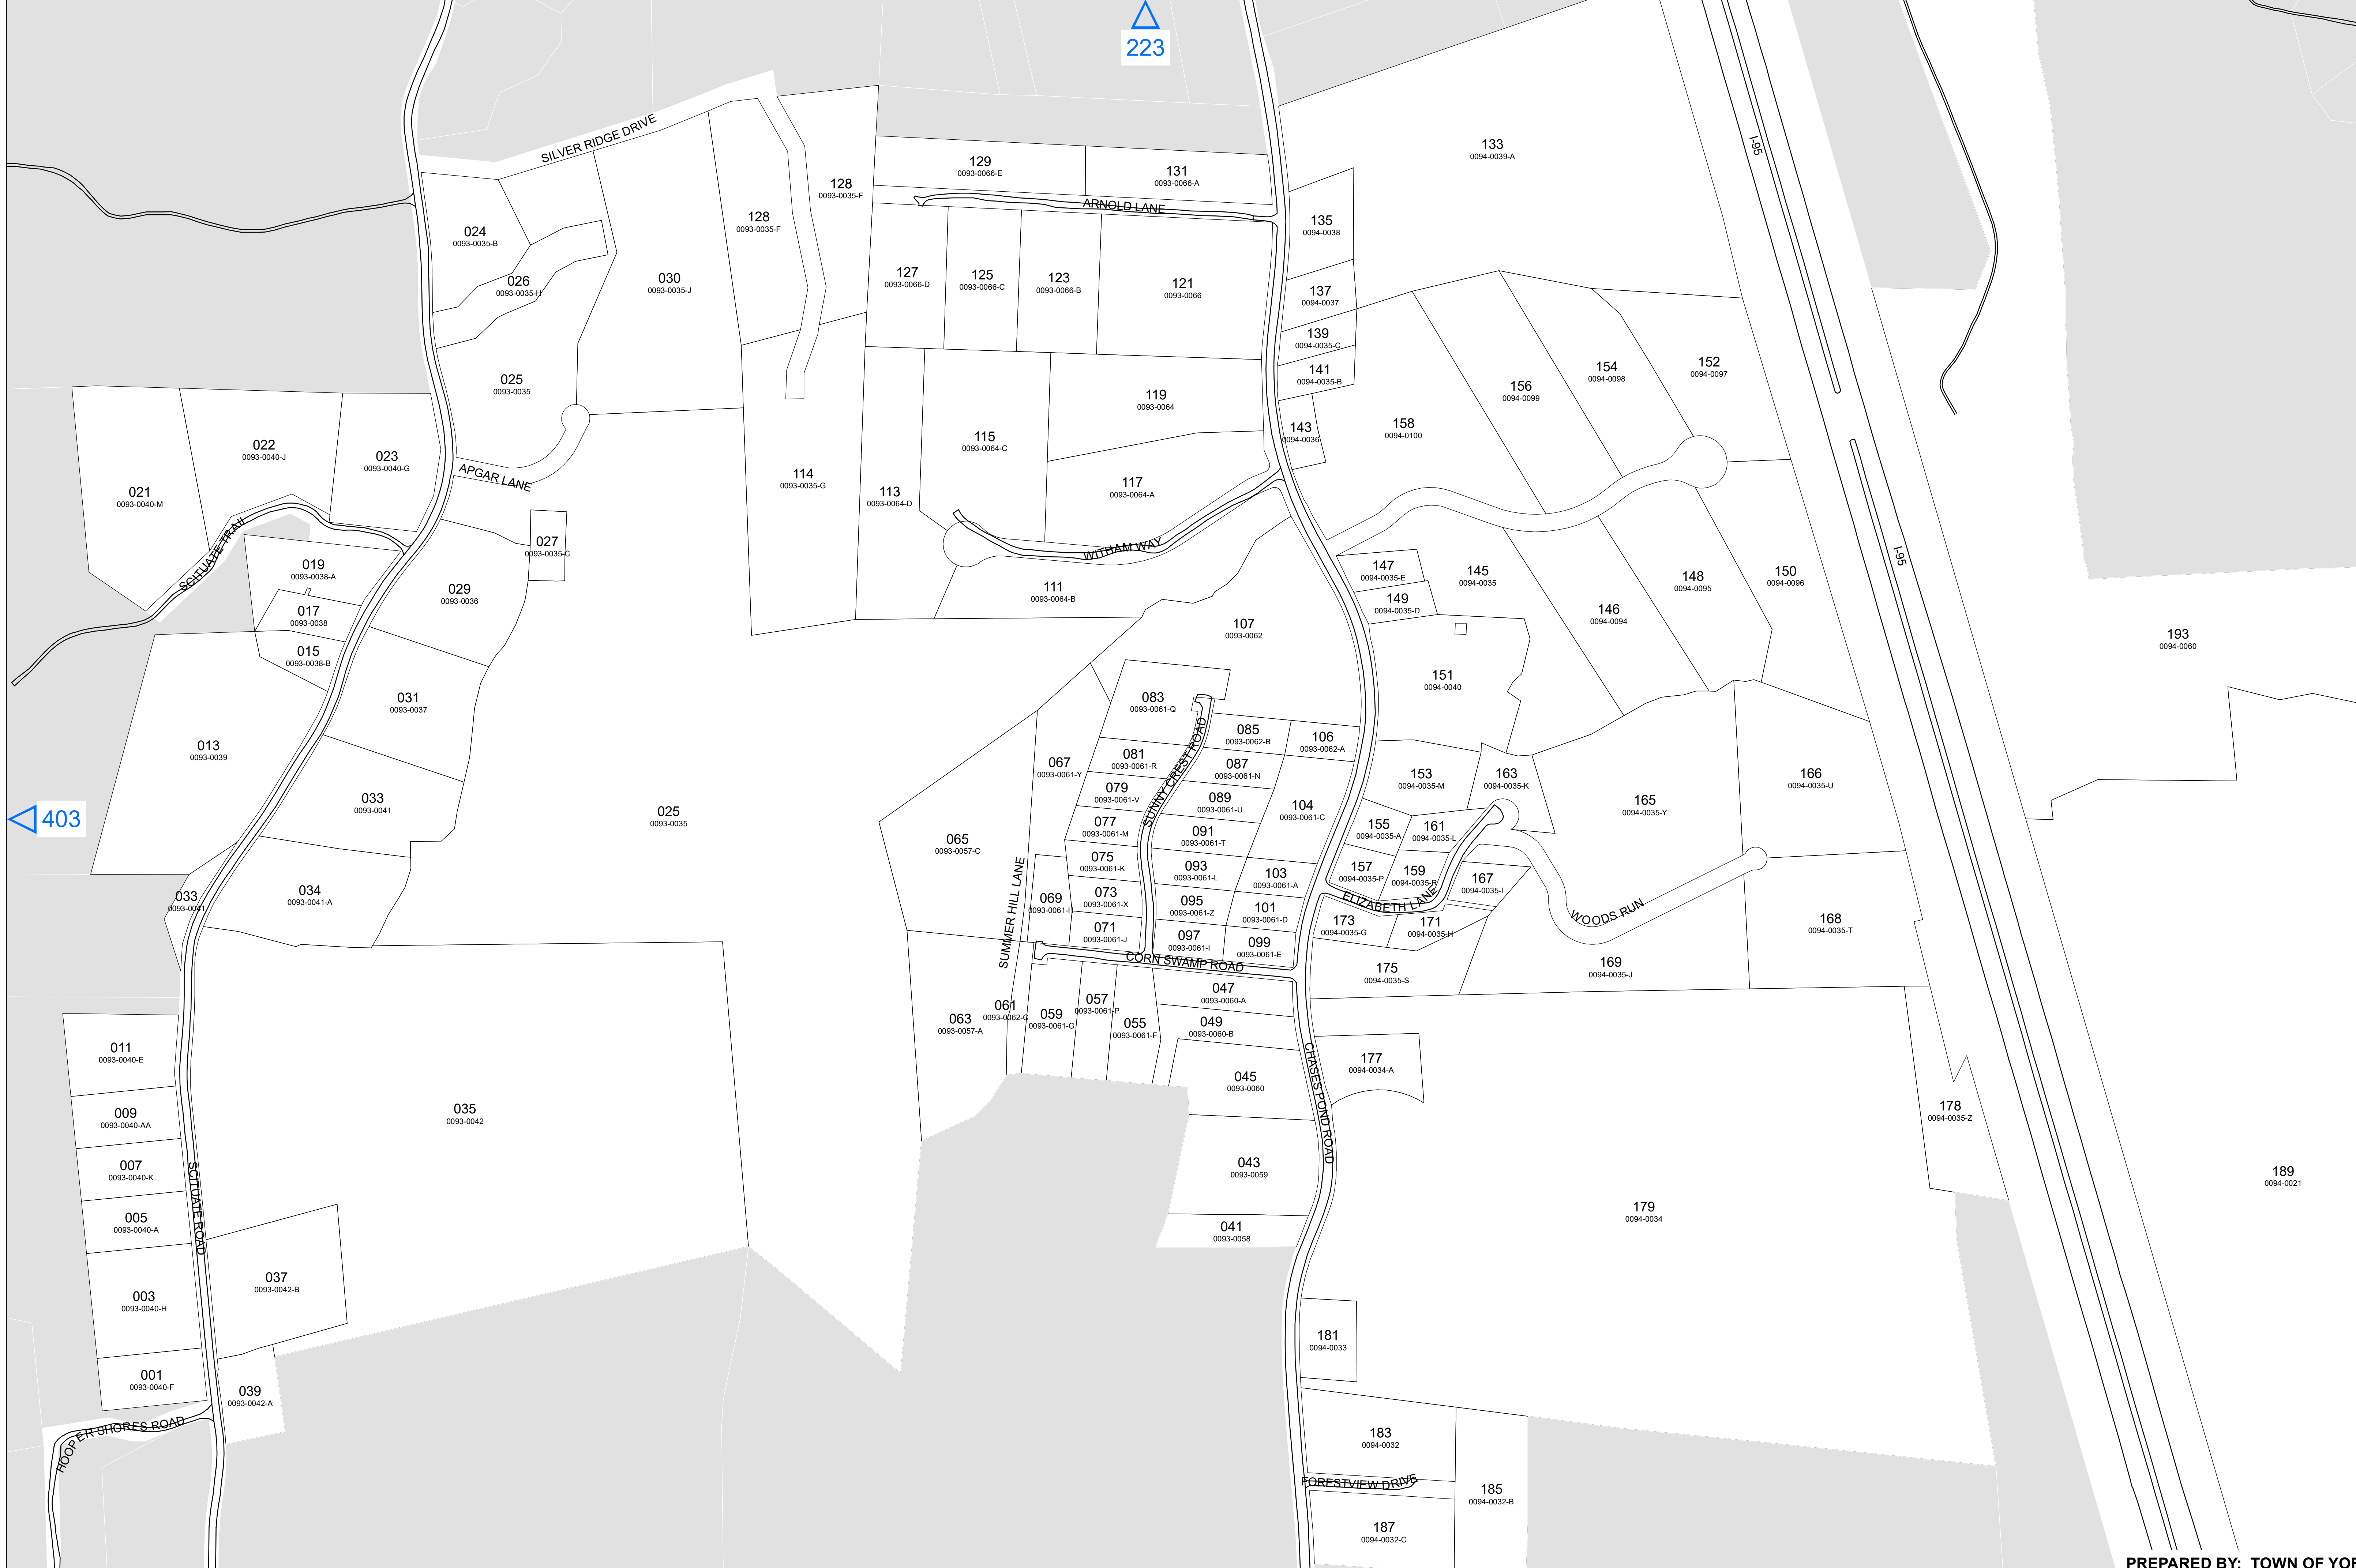 223
133
0094-0039-A
I-95
SILVER RIDGE DRIVE
129
0093-0066-E
131
0093-0066-A
128
0093-0035-F
128
0093-0035-F
ARNOLD LANE
135
0094-0038
024
0093-0035-B
026
0093-0035-H
030
0093-0035-J
127
0093-0066-D
125
0093-0066-C
123
0093-0066-B
121
0093-0066
137
0094-0037
139
0094-0035-C
141
0094-0035-B
143
0094-0036
152
0094-0097
154
0094-0098
156
0094-0099
158
0094-0100
025
0093-0035
119
0093-0064
115
0093-0064-C
117
0093-0064-A
022
0093-0040-J
023
0093-0040-G
021
0093-0040-M
APGAR LANE
114
0093-0035-G
113
0093-0064-D
SCITUATE TRAIL
WITHAM WAY
I-95
027
0093-0035-C
019
0093-0038-A
017
0093-0038
015
0093-0038-B
029
0093-0036
111
0093-0064-B
107
0093-0062
147
0094-0035-E
149
0094-0035-D
145
0094-0035
146
0094-0094
148
0094-0095
150
0094-0096
193
0094-0060
151
0094-0040
031
0093-0037
013
0093-0039
033
0093-0041
025
0093-0035
083
0093-0061-Q
085
0093-0062-B
106
0093-0062-A
081
0093-0061-R
087
0093-0061-N
067
0093-0061-Y
079
0093-0061-V
089
0093-0061-U
104
0093-0061-C
077
0093-0061-M
091
0093-0061-T
SUNNY CREST ROAD
153
0094-0035-M
163
0094-0035-K
165
0094-0035-Y
166
0094-0035-U
403
065
0093-0057-C
075
0093-0061-K
093
0093-0061-L
103
0093-0061-A
155
0094-0035-A
161
0094-0035-L
157
0094-0035-P
159
0094-0035-R
167
0094-0035-I
034
0093-0041-A
033
0093-0041
SUMMER HILL LANE
069
0093-0061-H
073
0093-0061-X
095
0093-0061-Z
101
0093-0061-D
071
0093-0061-J
097
0093-0061-I
099
0093-0061-E
ELIZABETH LANE
WOODS RUN
173
0094-0035-G
171
0094-0035-H
168
0094-0035-T
CORN SWAMP ROAD
175
0094-0035-S
169
0094-0035-J
047
0093-0060-A
049
0093-0060-B
063
0093-0057-A
061
0093-0062-C
059
0093-0061-G
057
0093-0061-P
055
0093-0061-F
011
0093-0040-E
045
0093-0060
CHASES POND ROAD
177
0094-0034-A
009
0093-0040-AA
035
0093-0042
178
0094-0035-Z
007
0093-0040-K
043
0093-0059
189
0094-0021
005
0093-0040-A
SCITUATE ROAD
041
0093-0058
179
0094-0034
037
0093-0042-B
003
0093-0040-H
181
0094-0033
001
0093-0040-F
039
0093-0042-A
HOOPER SHORES ROAD
183
0094-0032
FORESTVIEW DRIVE
185
0094-0032-B
187
0094-0032-C
PREPARED BY: TOWN OF YOR